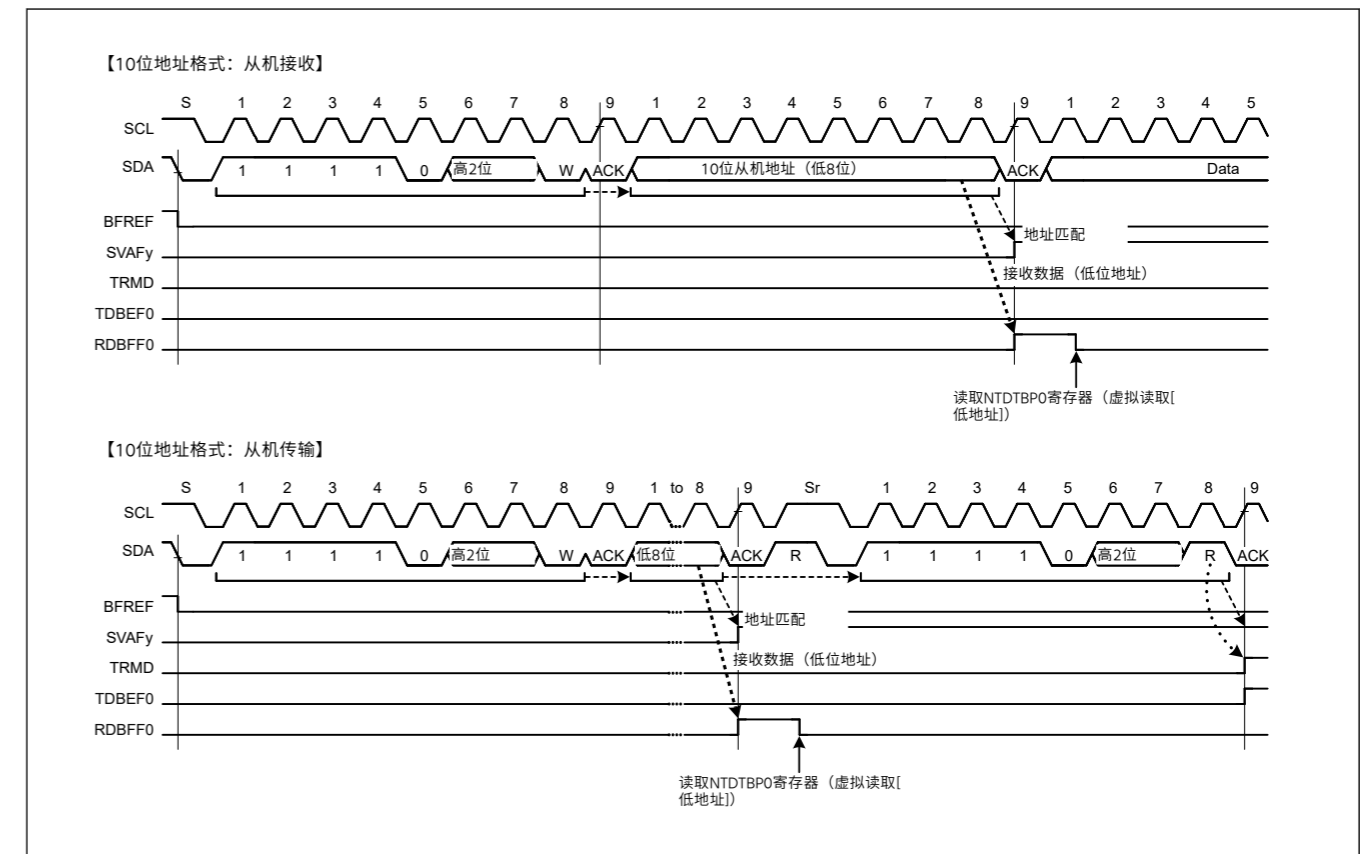 【10位地址格式：从机接收】
S 1 2 3 4 5 6 7 8 9 1 2 3 4 5 6 7 8 9 1 2 3 4 5
SCL
SDA 1 1 1 1 0 高2位 W ACK 10位从机地址（低8位） ACK Data
BFREF
地址匹配
SVAFy
接收数据（低位地址）
TRMD
TDBEF0
RDBFF0
读取NTDTBP0寄存器（虚拟读取[
低地址]）
【10位地址格式：从机传输】
S 1 2 3 4 5 6 7 8 9 1 to 8 9 Sr 1 2 3 4 5 6 7 8 9
SCL
SDA 1 1 1 1 0 高2位 W ACK 低8位 ACK R 1 1 1 1 0 高2位 R ACK
BFREF
地址匹配
SVAFy
接收数据（低位地址）
TRMD
TDBEF0
RDBFF0
读取NTDTBP0寄存器（虚拟读取[
低地址]）